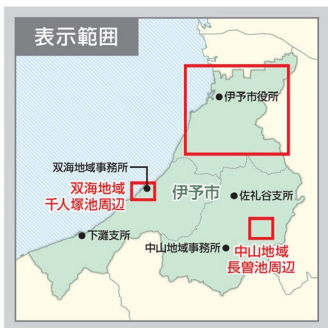 表示範囲
伊予市役所
双海地域事務所
双海地域
千人塚池周辺
伊予市
佐礼谷支所
下灘支所
中山地域事務所
中山地域
長曽池周辺